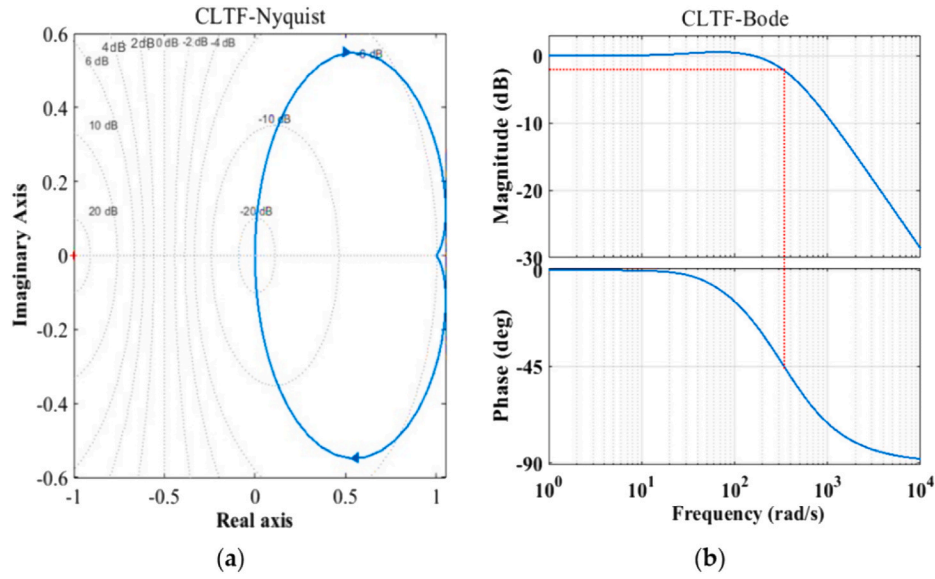 CLTF-Nyquist
0.6
4 dB
2 dB
0 dB
-2 dB
-4 dB
6 dB
-6 dB
0.4
10 dB
-10 dB
0.2
20 dB
-20 dB
0
-0.2
-0.4
-0.6
-1
-0.5
0
0.5
1
Imaginary Axis
Real axis
(a)
CLTF-Bode
0
-10
-20
-30
Magnitude (dB)
0
-45
-90
Phase (deg)
10^0
10^1
10^2
10^3
10^4
Frequency (rad/s)
(b)